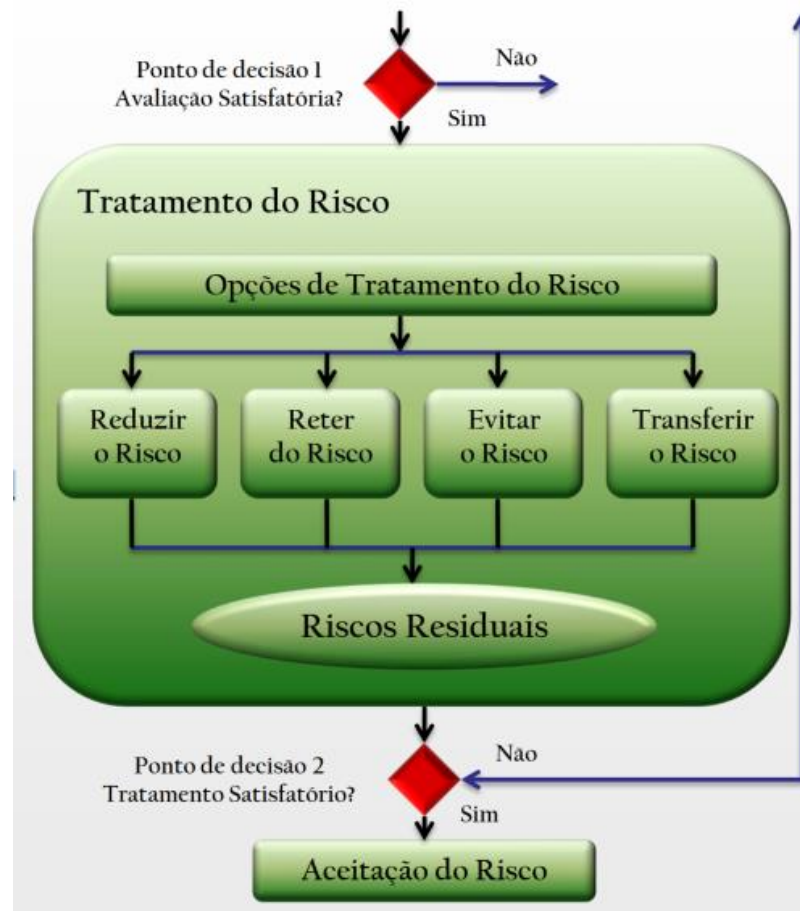 Ponto de decisão 1
Avaliação Satisfatória?
Não
Sim
Tratamento do Risco
Opções de Tratamento do Risco
Reduzir
o Risco
Reter
do Risco
Evitar
o Risco
Transferir
o Risco
Riscos Residuais
Ponto de decisão 2
Tratamento Satisfatório?
Não
Sim
Aceitação do Risco